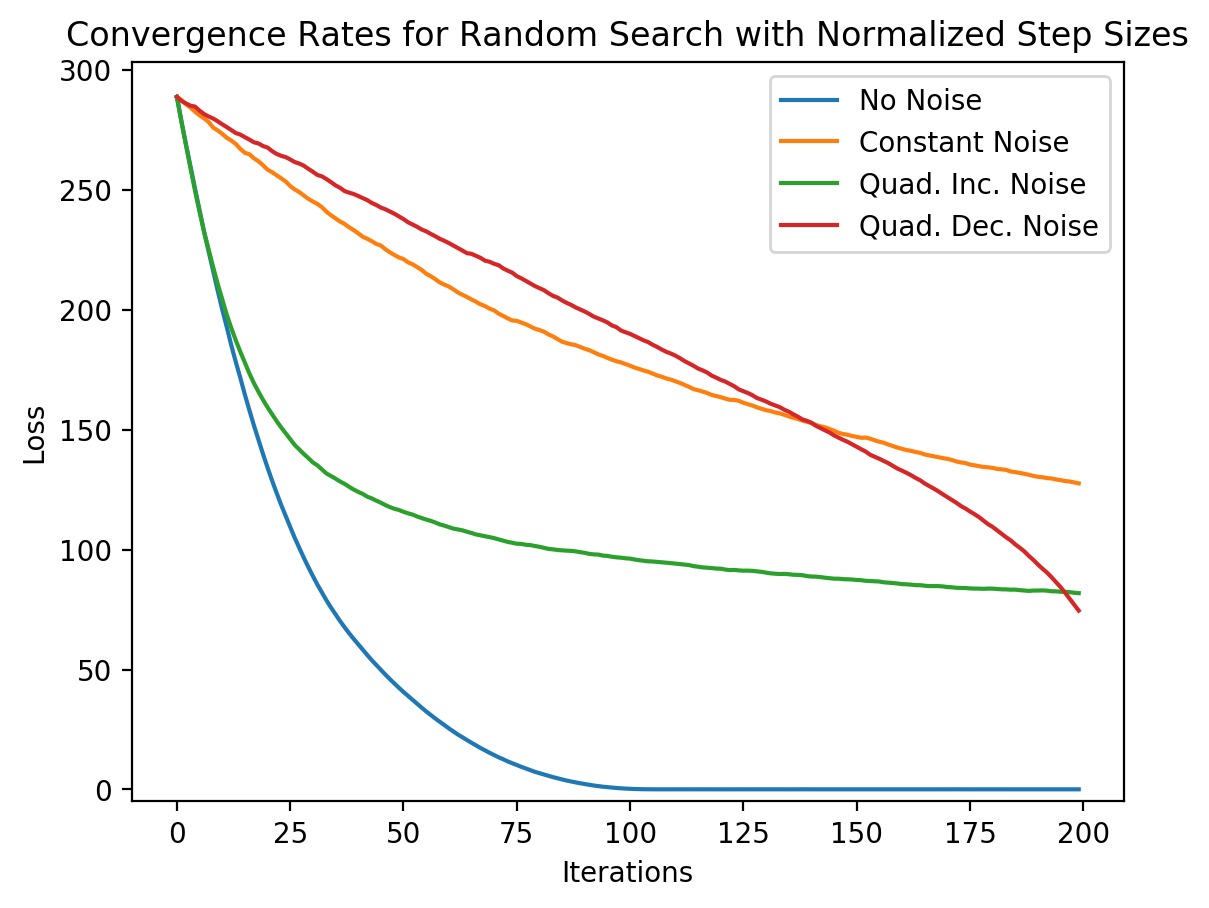 Convergence Rates for Random Search with Normalized Step Sizes
300
250
200
150
100
50
0
Loss
No Noise
Constant Noise
Quad. Inc. Noise
Quad. Dec. Noise
0 25 50 75 100 125 150 175 200
Iterations